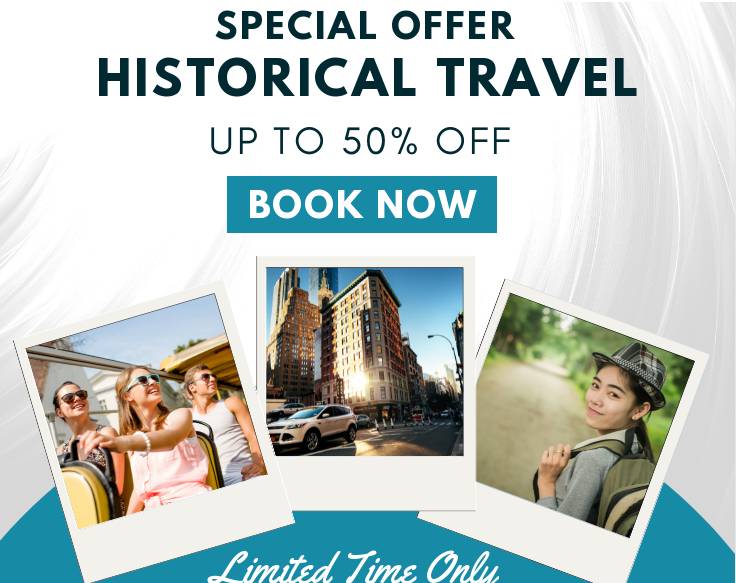 SPECIAL OFFER
HISTORICAL TRAVEL
UP TO 50% OFF
BOOK NOW
Limited Time Only